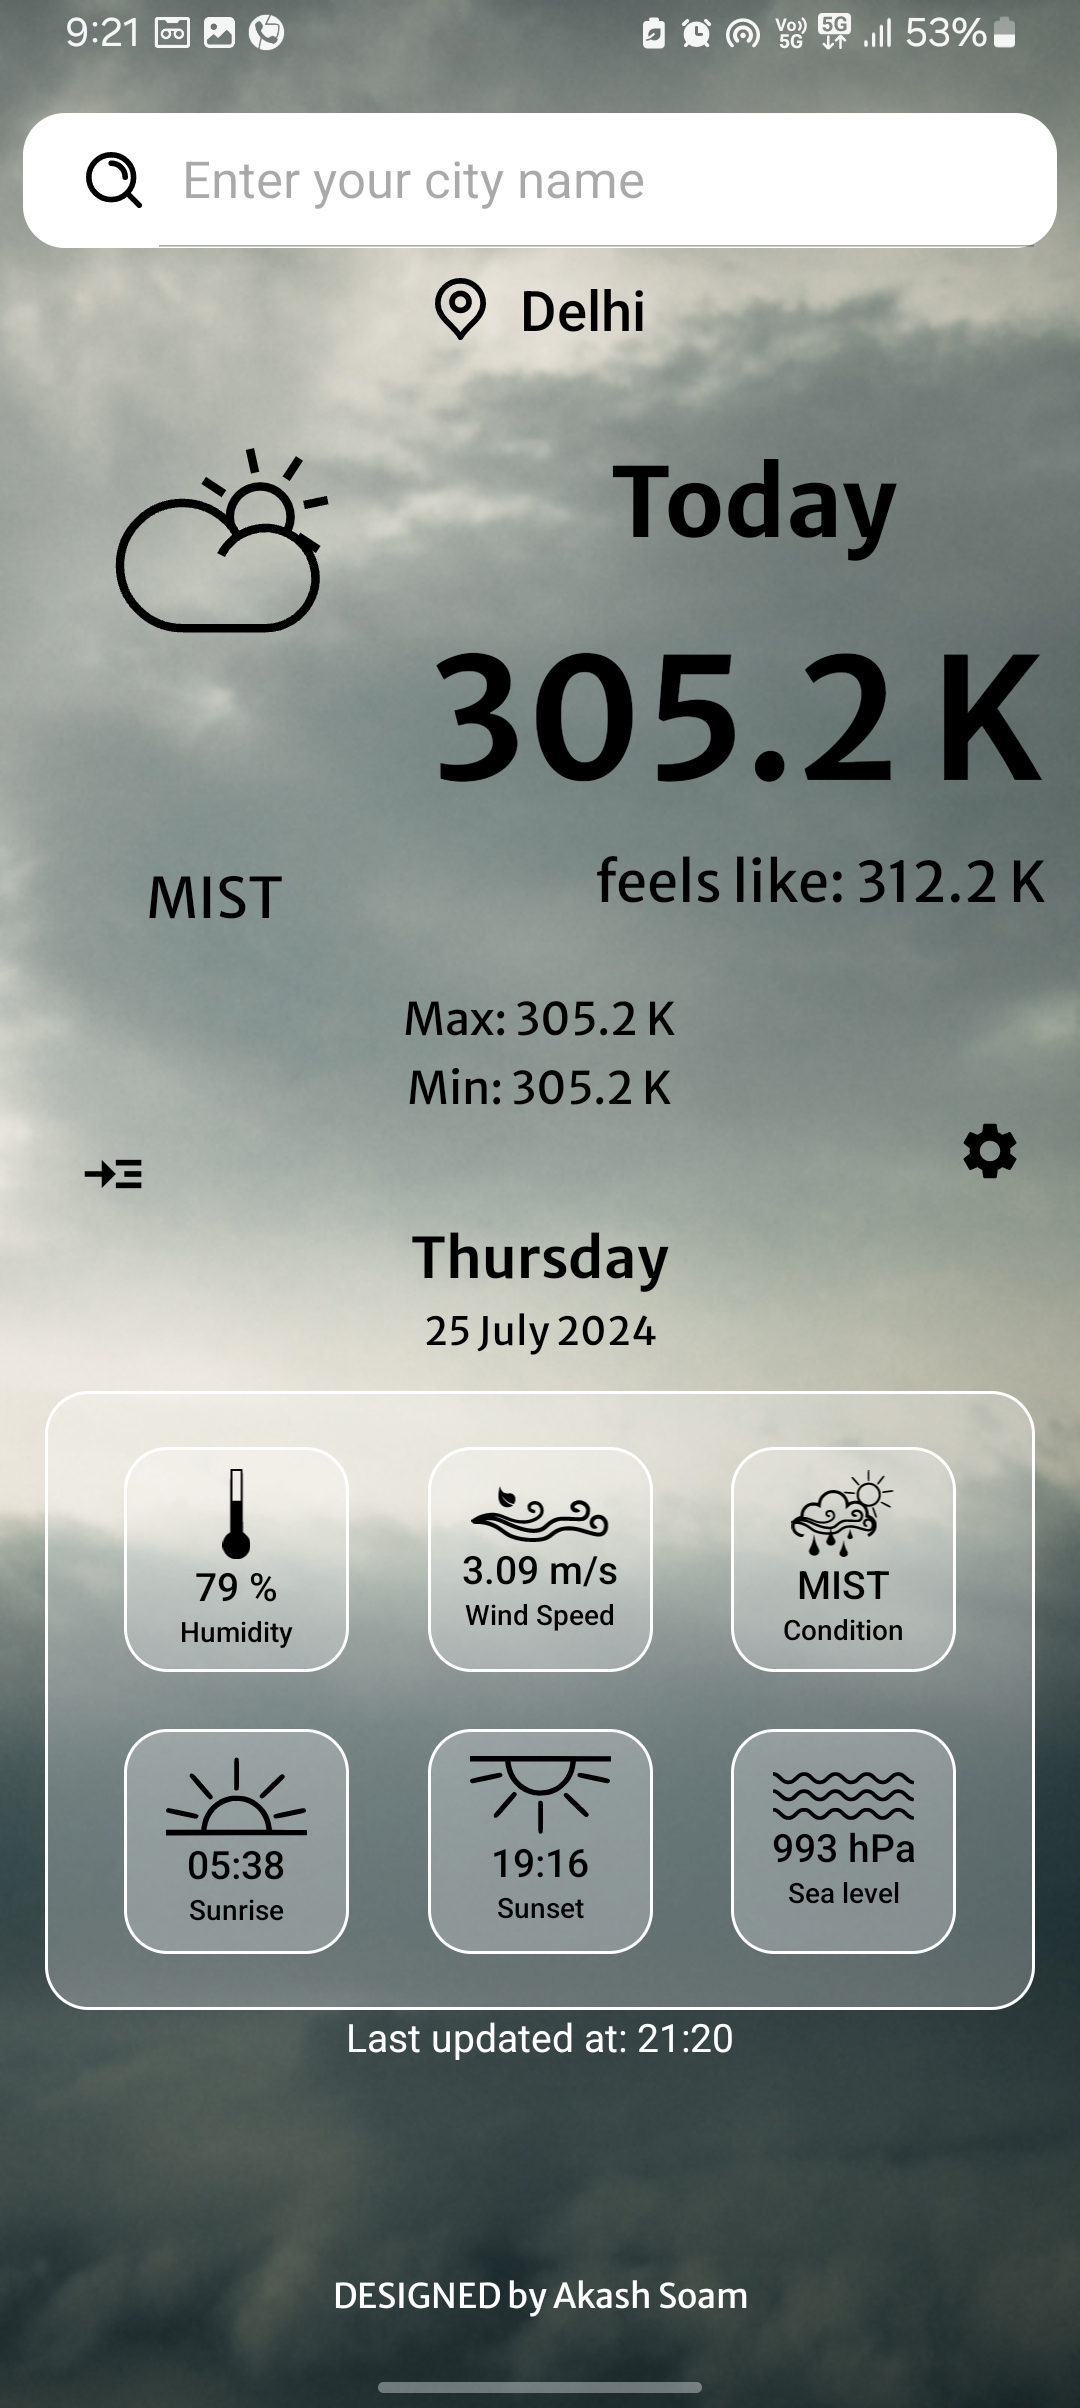 9:21
Vo)) 5G
5G
53%
Enter your city name
Delhi
Today
305.2 K
MIST
feels like: 312.2 K
Max: 305.2 K
Min: 305.2 K
Thursday
25 July 2024
79 %
Humidity
3.09 m/s
Wind Speed
MIST
Condition
05:38
Sunrise
19:16
Sunset
993 hPa
Sea level
Last updated at: 21:20
DESIGNED by Akash Soam